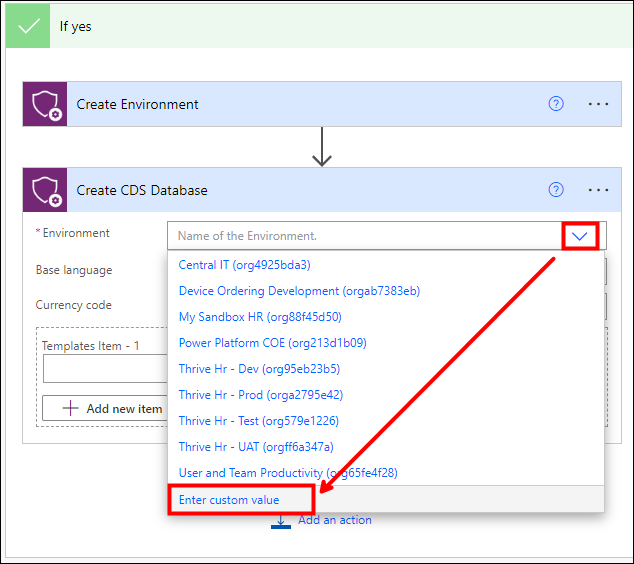 If yes
Create Environment
Create CDS Database
* Environment
Name of the Environment.
Central IT (org4925bda3)
Base language
Device Ordering Development (orgab7383eb)
Currency code
My Sandbox HR (org88f45d50)
Power Platform COE (org213d1b09)
Templates Item - 1
Thrive Hr - Dev (org95eb23b5)
Thrive Hr - Prod (orga2795e42)
Add new item
Thrive Hr - Test (org579e1226)
Thrive Hr - UAT (orgff6a347a)
User and Team Productivity (org65fe4f28)
Enter custom value
Add an action